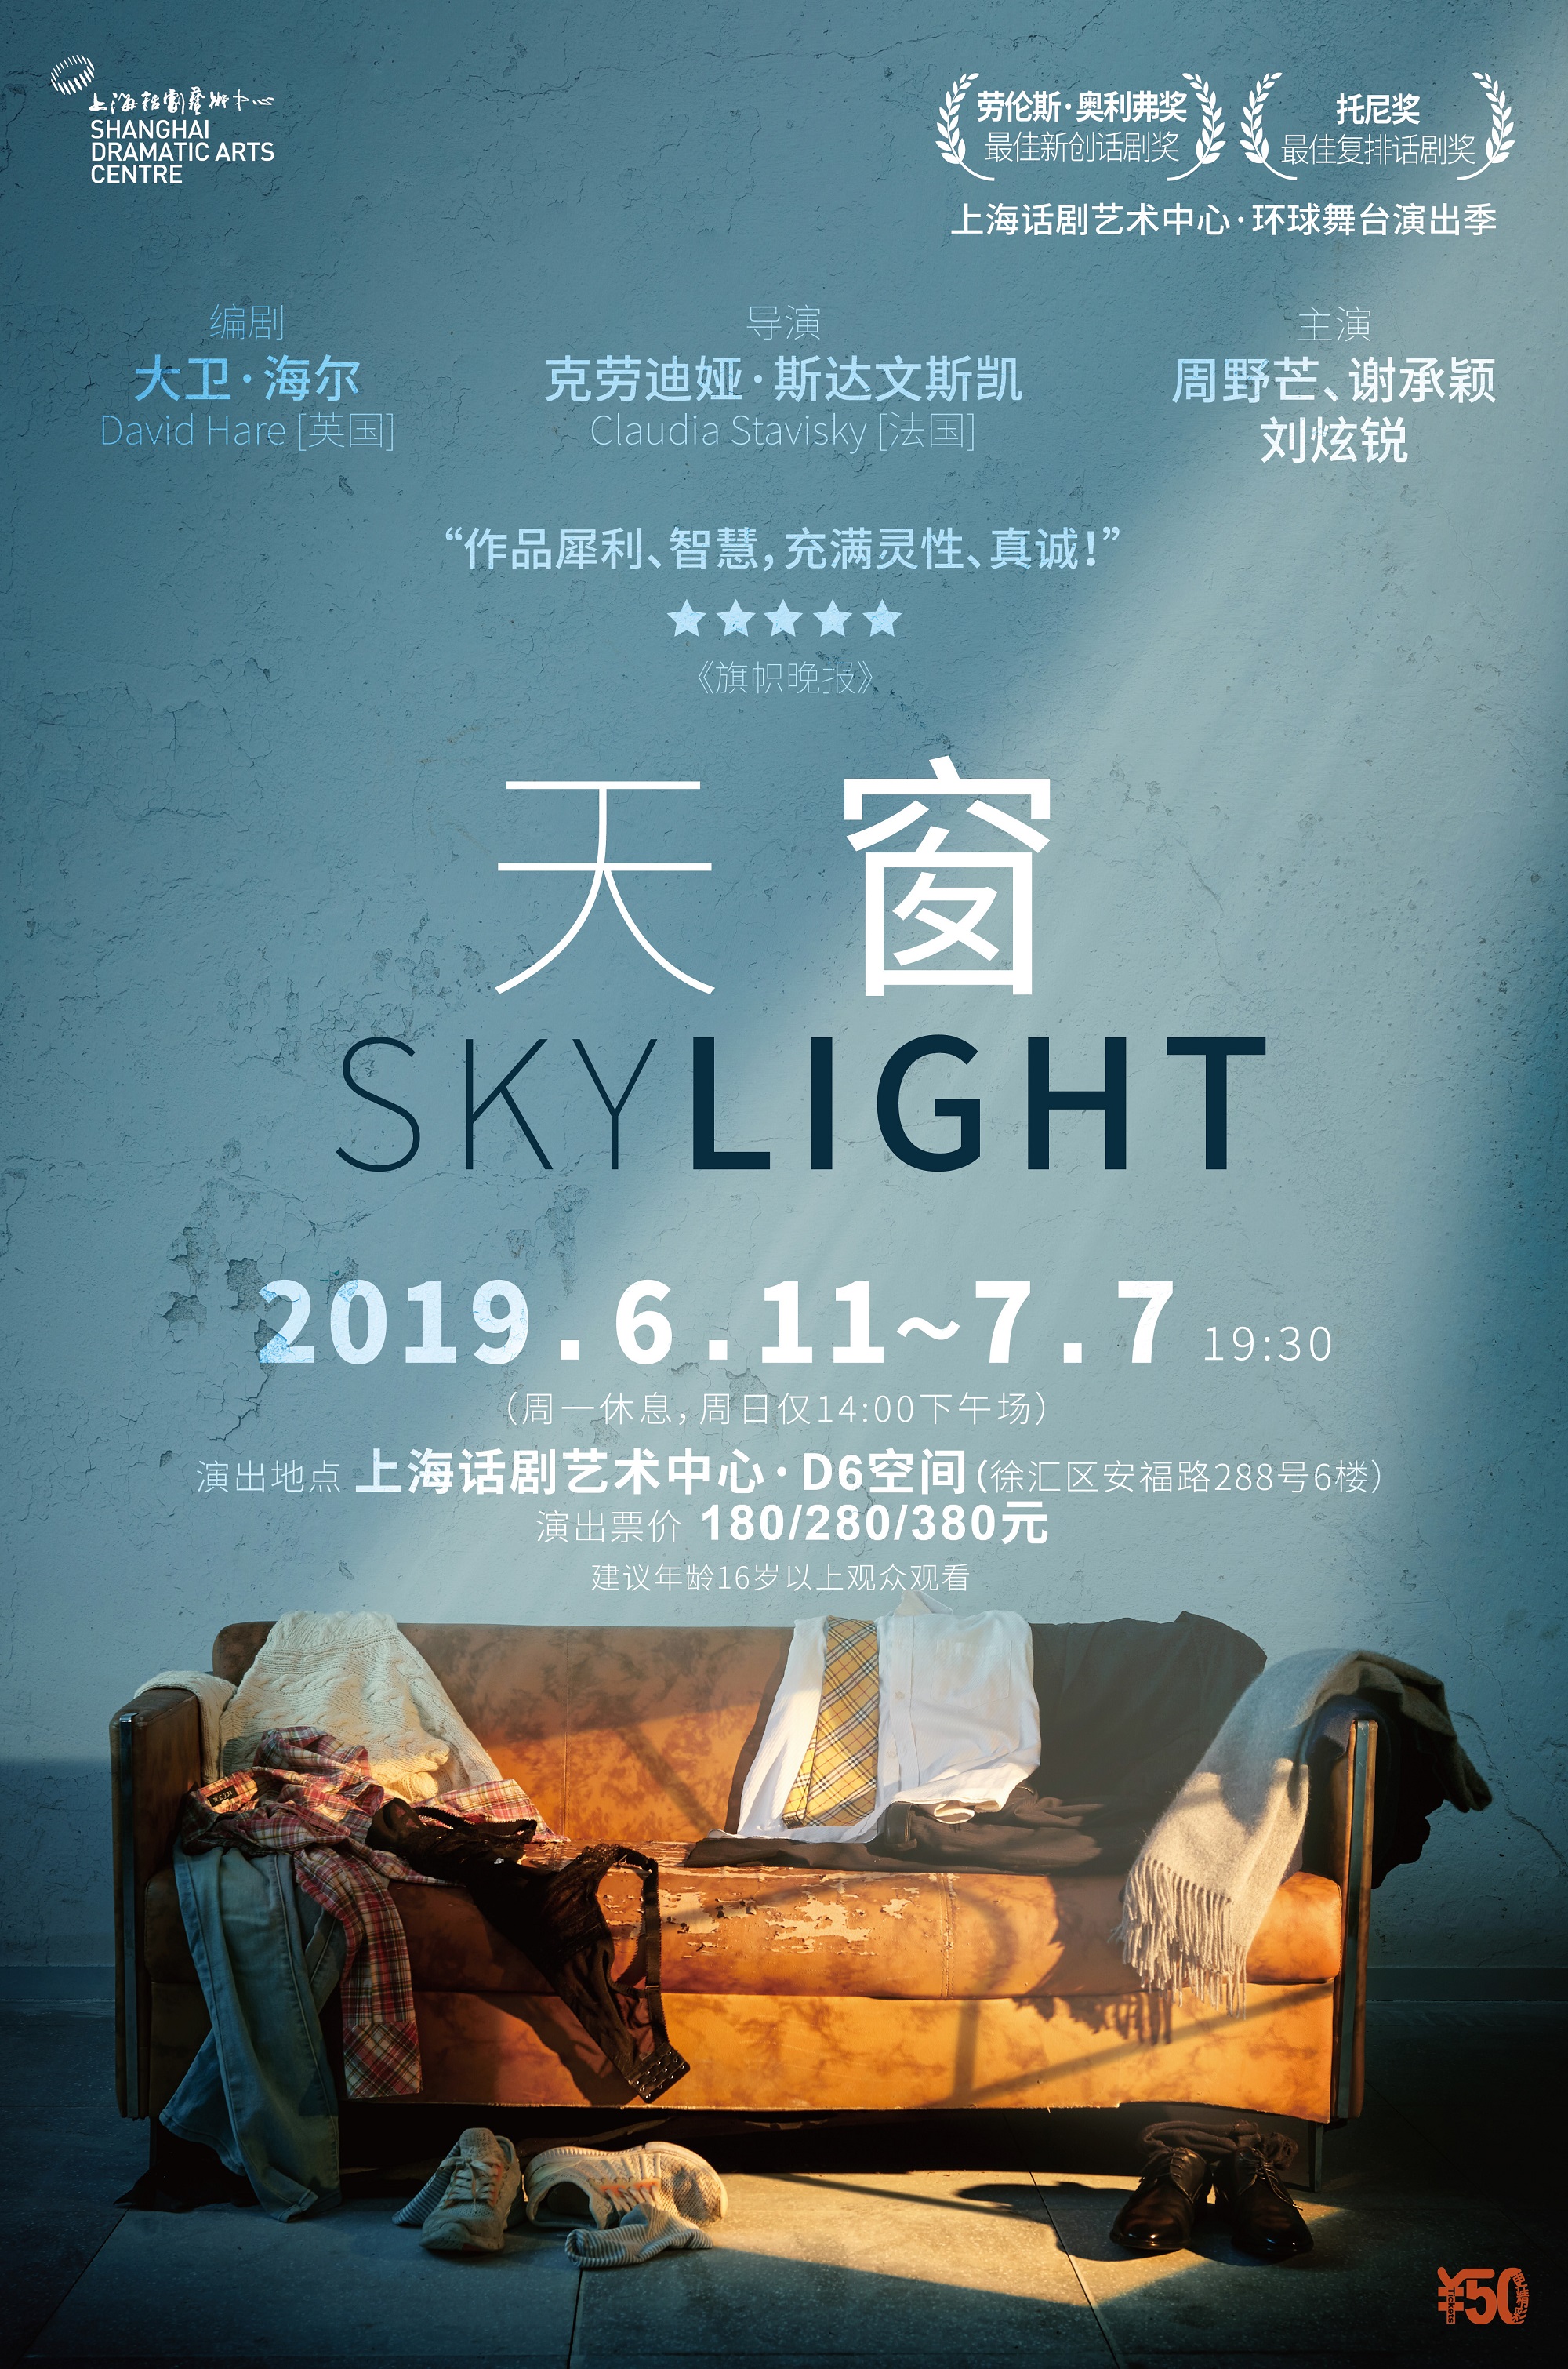 上海话剧艺术中心
SHANGHAI
DRAMATIC ARTS
CENTRE
劳伦斯·奥利弗奖
最佳新创话剧奖
托尼奖
最佳复排话剧奖
上海话剧艺术中心·环球舞台演出季
编剧
大卫·海尔
David Hare [英国]
导演
克劳迪娅·斯达文斯凯
Claudia Stavisky [法国]
主演
周野芒、谢承颖
刘炫锐
“作品犀利、智慧，充满灵性、真诚！”
《旗帜晚报》
天窗
SKYLIGHT
2019.6.11~7.7 19:30
（周一休息，周日仅14:00下午场）
演出地点 上海话剧艺术中心·D6空间（徐汇区安福路288号6楼）
演出票价 180/280/380元
建议年龄16岁以上观众观看
¥50
Tickets
更精彩